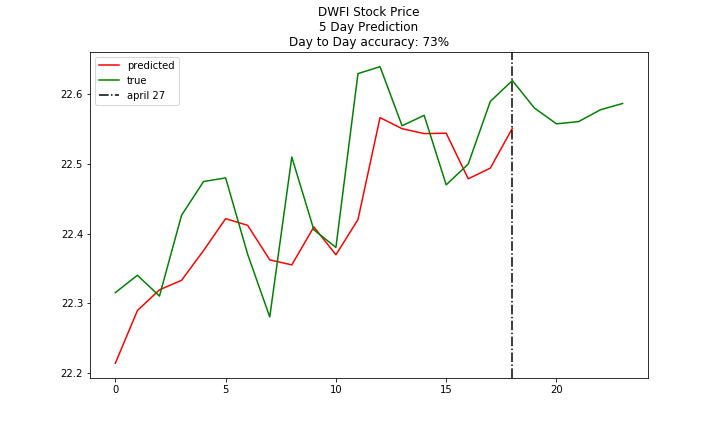 DWFI Stock Price
5 Day Prediction
Day to Day accuracy: 73%
predicted
true
april 27
22.6
22.5
22.4
22.3
22.2
0 5 10 15 20